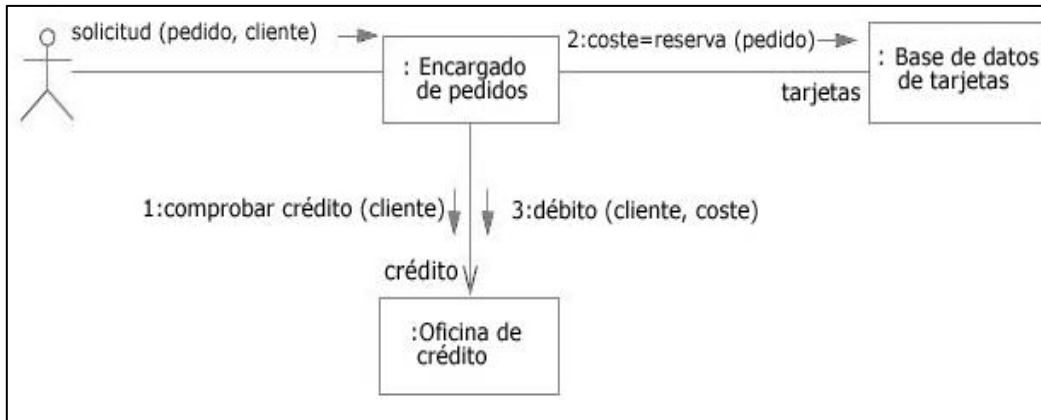 solicitud (pedido, cliente)
: Encargado
de pedidos
2:coste=reserva (pedido)
tarjetas
: Base de datos
de tarjetas
1:comprobar crédito (cliente)
3:débito (cliente, coste)
crédito
:Oficina de
crédito